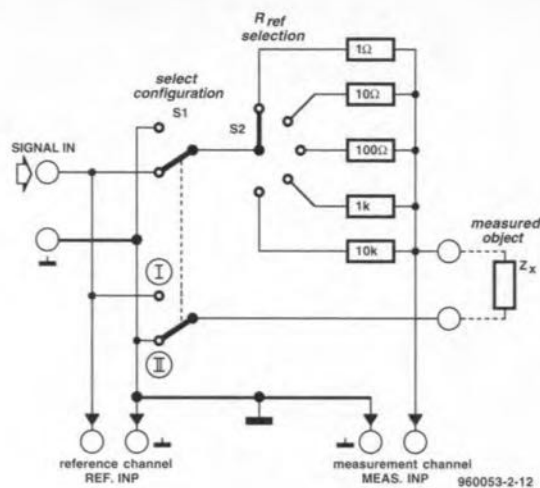 R ref
selection
1Ω
select
configuration
S1
10Ω
S2
SIGNAL IN
100Ω
1k
measured
object
10k
Zx
I
II
reference channel
REF. INP
measurement channel
MEAS. INP
960053-2-12